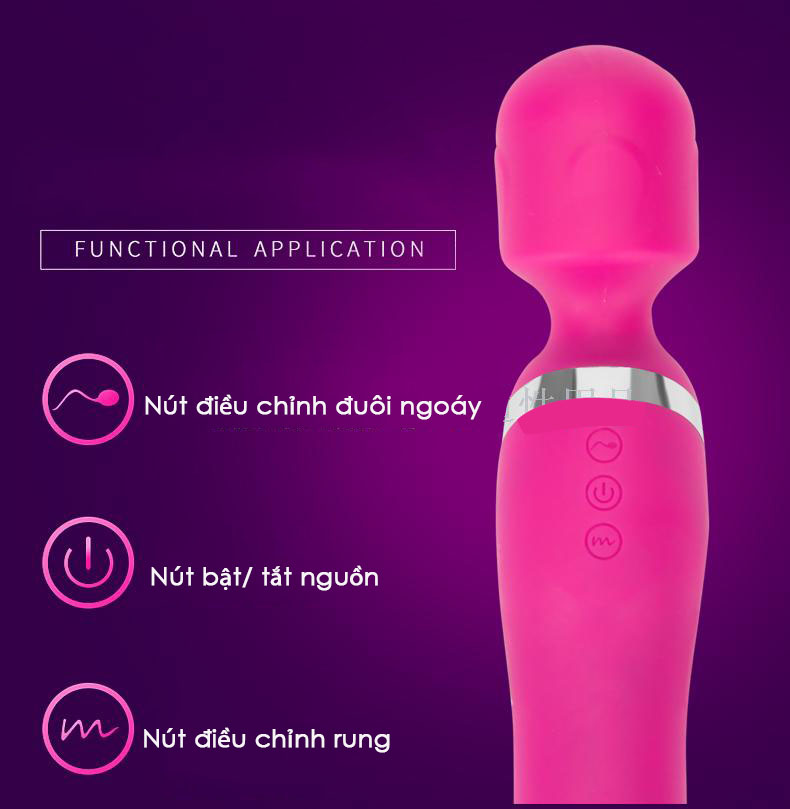 FUNCTIONAL APPLICATION
Nút điều chỉnh đuôi ngoáy
Nút bật/ tắt nguồn
Nút điều chỉnh rung